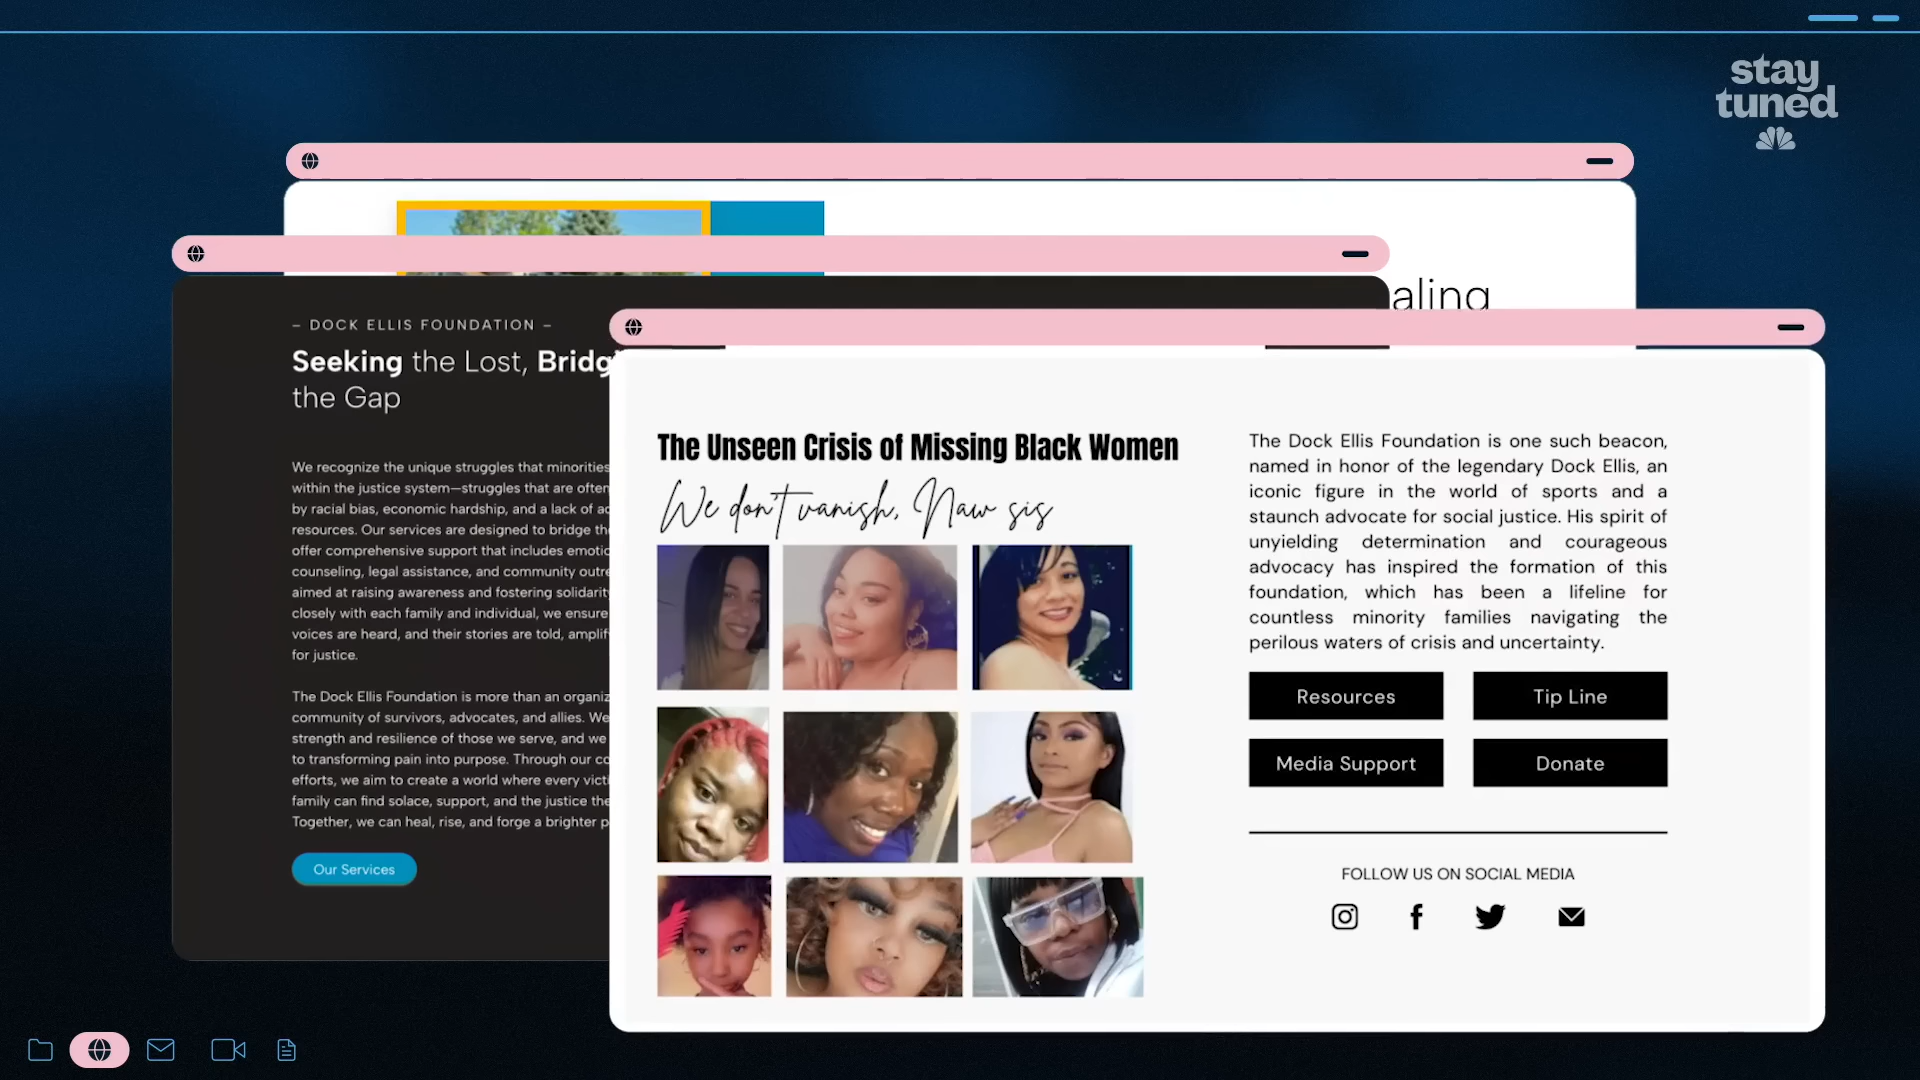 stay
tuned
aling
– DOCK ELLIS FOUNDATION –
Seeking the Lost,
the Gap
We recognize the unique struggles that minorities
within the justice system—struggles that are often
by racial bias, economic hardship, and a lack of
resources. Our services are designed to bridge
offer comprehensive support that includes
counseling, legal assistance, and community
aimed at raising awareness and fostering
closely with each family and individual, we ensure
voices are heard, and their stories are told,
for justice.
The Dock Ellis Foundation is more than an
community of survivors, advocates, and allies. We
strength and resilience of those we serve, and we
to transforming pain into purpose. Through our
efforts, we aim to create a world where every
family can find solace, support, and the justice
Together, we can heal, rise, and forge a brighter
Our Services
The Unseen Crisis of Missing Black Women
We don't vanish, Naw sis
The Dock Ellis Foundation is one such beacon,
named in honor of the legendary Dock Ellis, an
iconic figure in the world of sports and a
staunch advocate for social justice. His spirit of
unyielding determination and courageous
advocacy has inspired the formation of this
foundation, which has been a lifeline for
countless minority families navigating the
perilous waters of crisis and uncertainty.
Resources
Tip Line
Media Support
Donate
FOLLOW US ON SOCIAL MEDIA